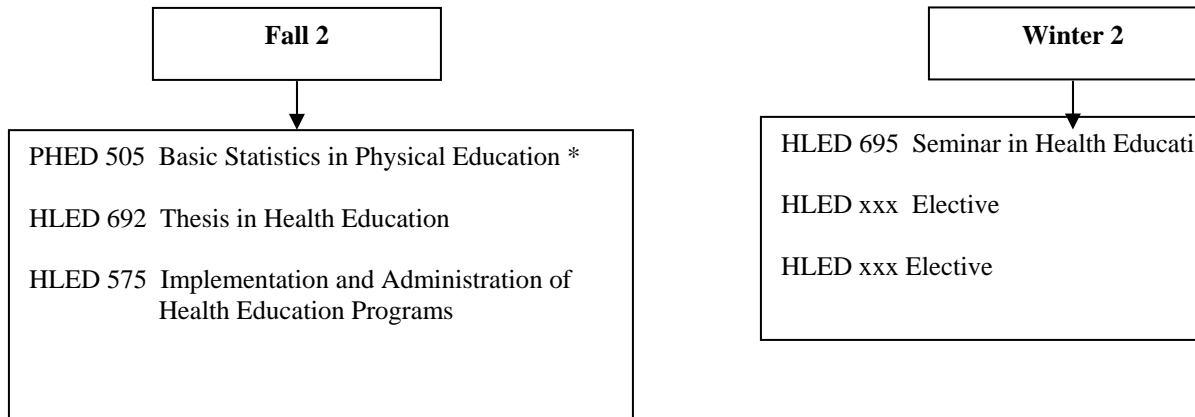 Fall 2
PHED 505 Basic Statistics in Physical Education *
HLED 692 Thesis in Health Education
HLED 575 Implementation and Administration of
Health Education Programs
Winter 2
HLED 695 Seminar in Health Educati
HLED xxx Elective
HLED xxx Elective